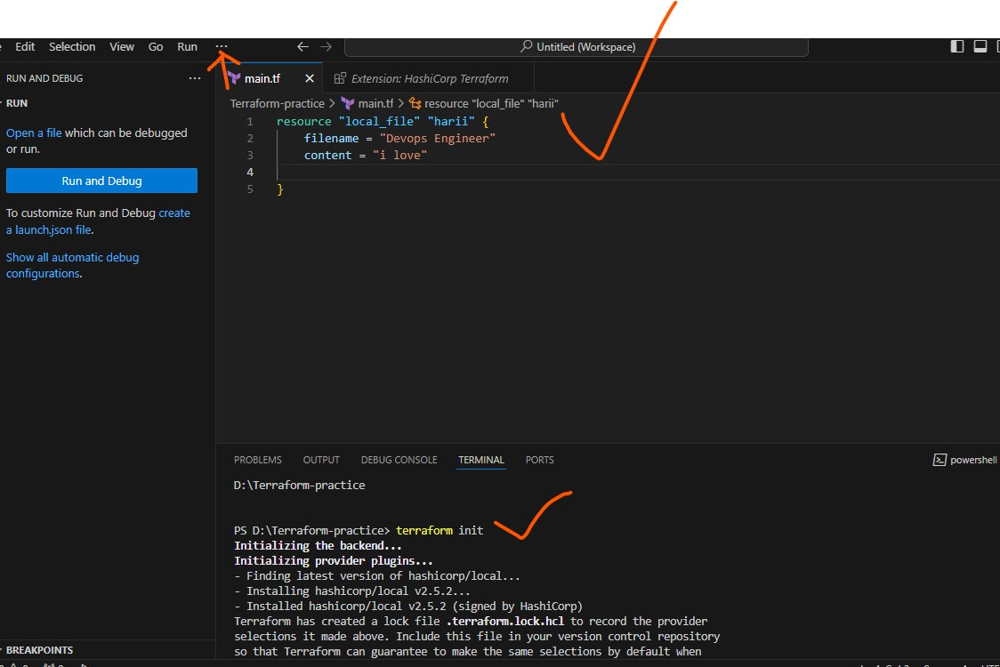 Edit Selection View Go Run ... Untitled (Workspace)
RUN AND DEBUG ...
main.tf Extension: HashiCorp Terraform
RUN
Terraform-practice > main.tf > resource "local_file" "harii"
Open a file which can be debugged
or run.
Run and Debug
To customize Run and Debug create
a launch.json file.
Show all automatic debug
configurations.
1 resource "local_file" "harii" {
2 filename = "Devops Engineer"
3 content = "i love"
4
5 }
PROBLEMS OUTPUT DEBUG CONSOLE TERMINAL PORTS powershell
D:\Terraform-practice
PS D:\Terraform-practice> terraform init
Initializing the backend...
Initializing provider plugins...
- Finding latest version of hashicorp/local...
- Installing hashicorp/local v2.5.2...
- Installed hashicorp/local v2.5.2 (signed by HashiCorp)
Terraform has created a lock file .terraform.lock.hcl to record the provider
selections it made above. Include this file in your version control repository
so that Terraform can guarantee to make the same selections by default when
BREAKPOINTS